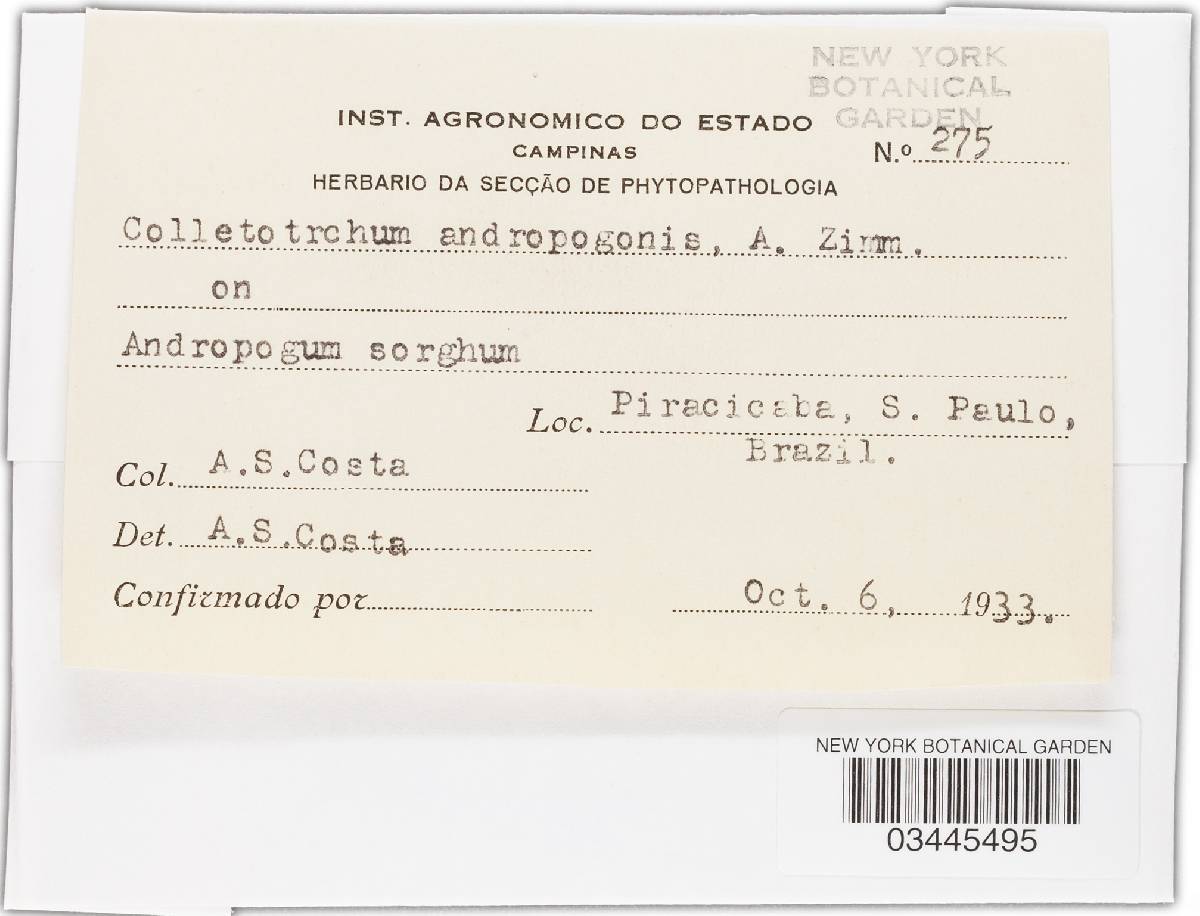 NEW YORK
BOTANICAL
GARDEN
INST. AGRONOMICO DO ESTADO
CAMPINAS
N.º 275
HERBARIO DA SECÇÃO DE PHYTOPATHOLOGIA
Colletotrchum andropogonis, A. Zimm.
on
Andropogum sorghum
Loc. Piracicaba, S. Paulo,
Brazil.
Col. A.S.Costa
Det. A.S.Costa
Confirmado por
Oct. 6, 1933.
NEW YORK BOTANICAL GARDEN
03445495